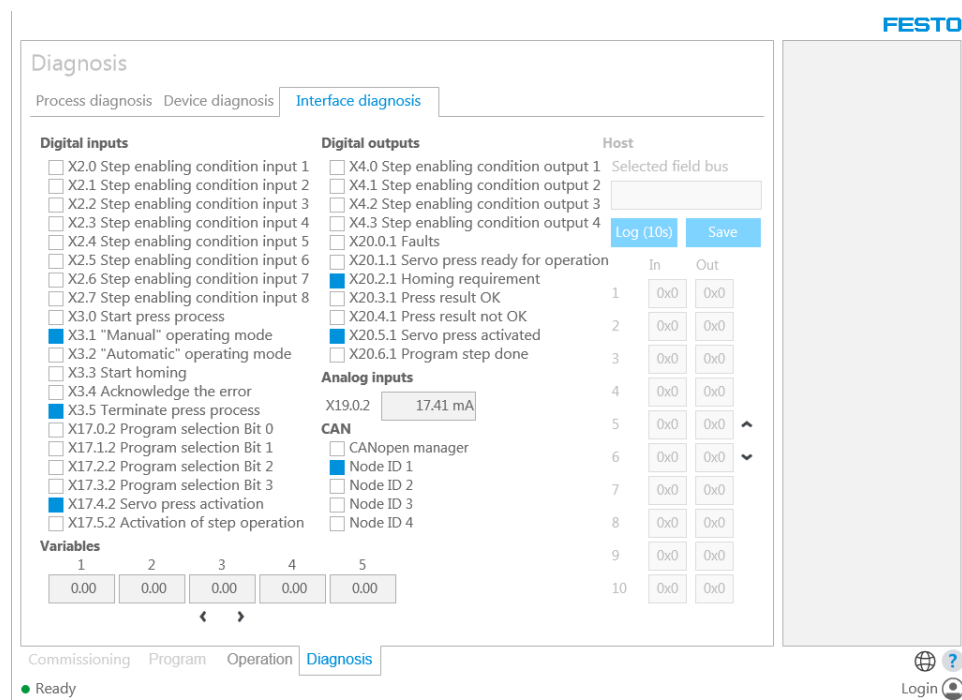 FESTO
Diagnosis
Process diagnosis Device diagnosis Interface diagnosis
Digital inputs
X2.0 Step enabling condition input 1
X2.1 Step enabling condition input 2
X2.2 Step enabling condition input 3
X2.3 Step enabling condition input 4
X2.4 Step enabling condition input 5
X2.5 Step enabling condition input 6
X2.6 Step enabling condition input 7
X2.7 Step enabling condition input 8
X3.0 Start press process
X3.1 "Manual" operating mode
X3.2 "Automatic" operating mode
X3.3 Start homing
X3.4 Acknowledge the error
X3.5 Terminate press process
X17.0.2 Program selection Bit 0
X17.1.2 Program selection Bit 1
X17.2.2 Program selection Bit 2
X17.3.2 Program selection Bit 3
X17.4.2 Servo press activation
X17.5.2 Activation of step operation
Variables
1 2 3 4 5
0.00 0.00 0.00 0.00 0.00
Digital outputs
X4.0 Step enabling condition output 1
X4.1 Step enabling condition output 2
X4.2 Step enabling condition output 3
X4.3 Step enabling condition output 4
X20.0.1 Faults
X20.1.1 Servo press ready for operation
X20.2.1 Homing requirement
X20.3.1 Press result OK
X20.4.1 Press result not OK
X20.5.1 Servo press activated
X20.6.1 Program step done
Analog inputs
X19.0.2 17.41 mA
CAN
CANopen manager
Node ID 1
Node ID 2
Node ID 3
Node ID 4
Host
Selected field bus
Log (10s) Save
In Out
1 0x0 0x0
2 0x0 0x0
3 0x0 0x0
4 0x0 0x0
5 0x0 0x0
6 0x0 0x0
7 0x0 0x0
8 0x0 0x0
9 0x0 0x0
10 0x0 0x0
Commissioning Program Operation Diagnosis
?
Ready
Login